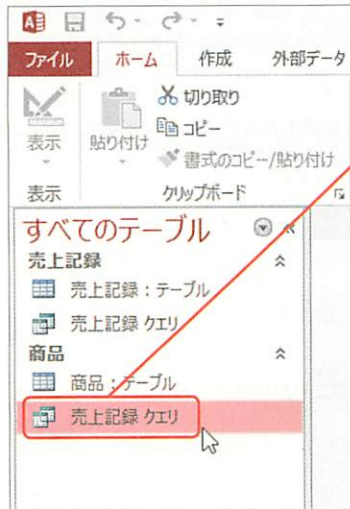 ファイル ホーム 作成 外部データ
切り取り
コピー
書式のコピー/貼り付け
表示 貼り付け
表示 クリップボード
すべてのテーブル
売上記録
売上記録：テーブル
売上記録 クエリ
商品
商品：テーブル
売上記録 クエリ